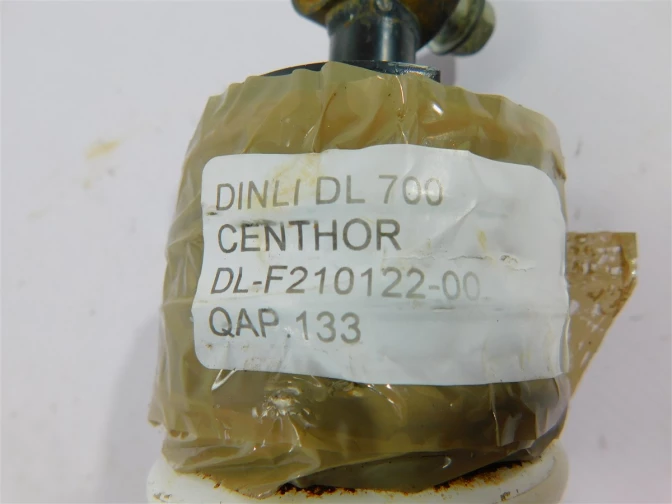 DINLI DL 700
CENTHOR
DL-F210122-00
QAP.133